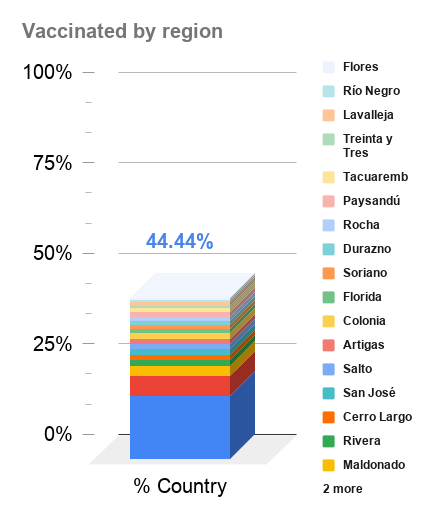 Vaccinated by region
100%
75%
50%
25%
0%
44.44%
% Country
Flores
Río Negro
Lavalleja
Treinta y
Tres
Tacuaremb
Paysandú
Rocha
Durazno
Soriano
Florida
Colonia
Artigas
Salto
San José
Cerro Largo
Rivera
Maldonado
2 more